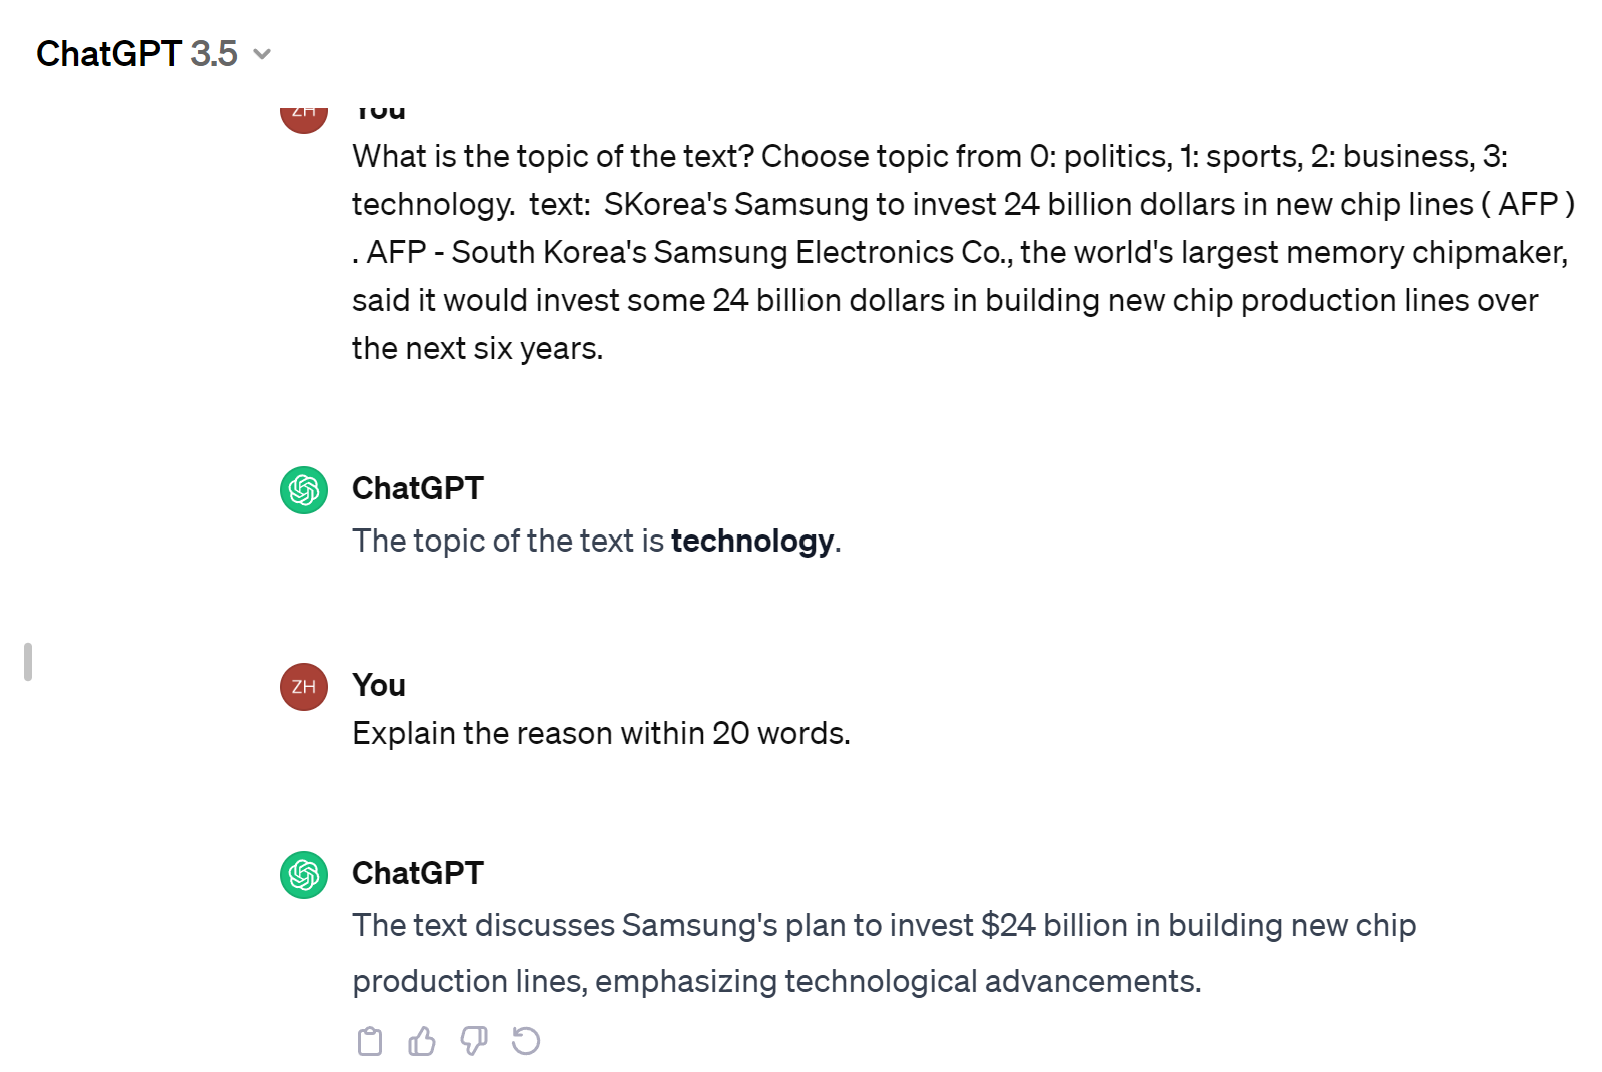 ChatGPT 3.5
ZH
You
What is the topic of the text? Choose topic from 0: politics, 1: sports, 2: business, 3:
technology.  text:  SKorea's Samsung to invest 24 billion dollars in new chip lines ( AFP )
. AFP - South Korea's Samsung Electronics Co., the world's largest memory chipmaker,
said it would invest some 24 billion dollars in building new chip production lines over
the next six years.
ChatGPT
The topic of the text is technology.
ZH
You
Explain the reason within 20 words.
ChatGPT
The text discusses Samsung's plan to invest $24 billion in building new chip
production lines, emphasizing technological advancements.